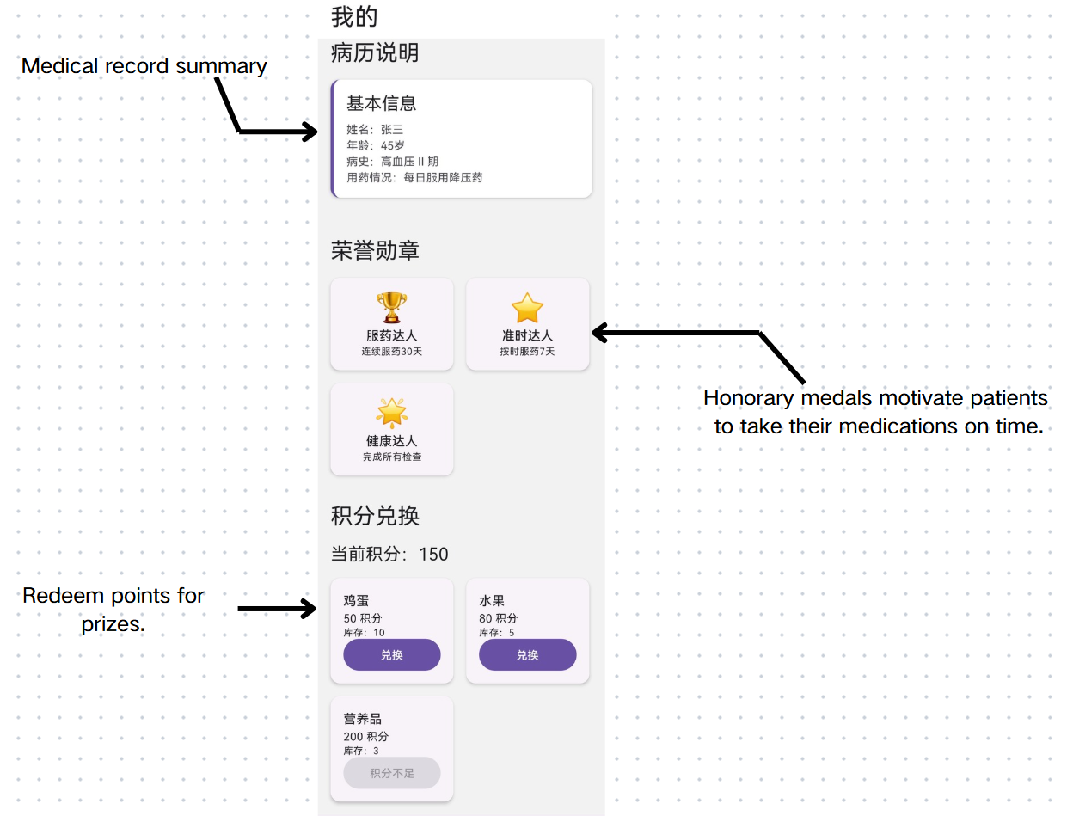 我的
病历说明
Medical record summary
基本信息
姓名：张三
年龄：45岁
病史：高血压 II 期
用药情况：每日服用降压药
荣誉勋章
服药达人
连续服药30天
准时达人
按时服药7天
Honorary medals motivate patients
to take their medications on time.
健康达人
完成所有检查
积分兑换
当前积分：150
Redeem points for
prizes.
鸡蛋
50 积分
库存：10
兑换
水果
80 积分
库存：5
兑换
营养品
200 积分
库存：3
积分不足